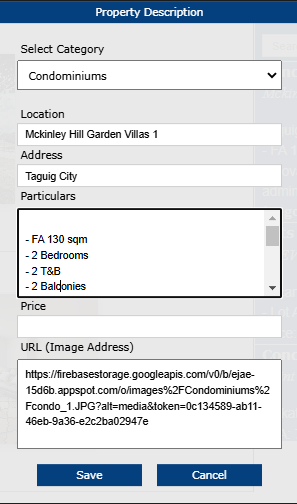 Property Description
Select Category
Condominiums
Location
Mckinley Hill Garden Villas 1
Address
Taguig City
Particulars
- FA 130 sqm
- 2 Bedrooms
- 2 T&B
- 2 Balconies
Price
URL (Image Address)
https://firebasestorage.googleapis.com/v0/b/ejae-
15d6b.appspot.com/o/images%2FCondominiums%2
Fcondo_1.JPG?alt=media&token=0c134589-ab11-
46eb-9a36-e2c2ba02947e
Save
Cancel